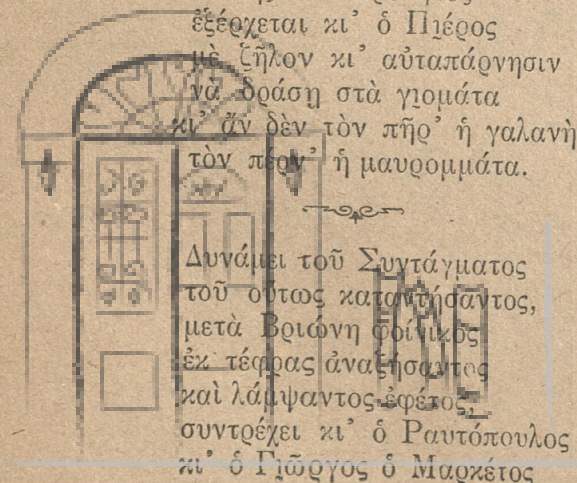 ἐξέρχεται κι' ὁ Πιέρος
μὲ ζῆλον κι' αὐταπάρνησιν
νὰ δράσῃ στὰ γιομάτα
κι' ἂν δὲν τὸν πῆρ' ἡ γαλανὴ
τὸν πέρν' ἡ μαυρομμάτα.
Δυνάμει τοῦ Συντάγματος
τοῦ οὕτως καταντήσαντος,
μετὰ Βριώνη φοίνικος
ἐκ τέφρας ἀναζήσαντος
καὶ λάμψαντος ἐφέτος,
συντρέχει κι' ὁ Ραυτόπουλος
κι' ὁ Γιῶργος ὁ Μαρκέτος